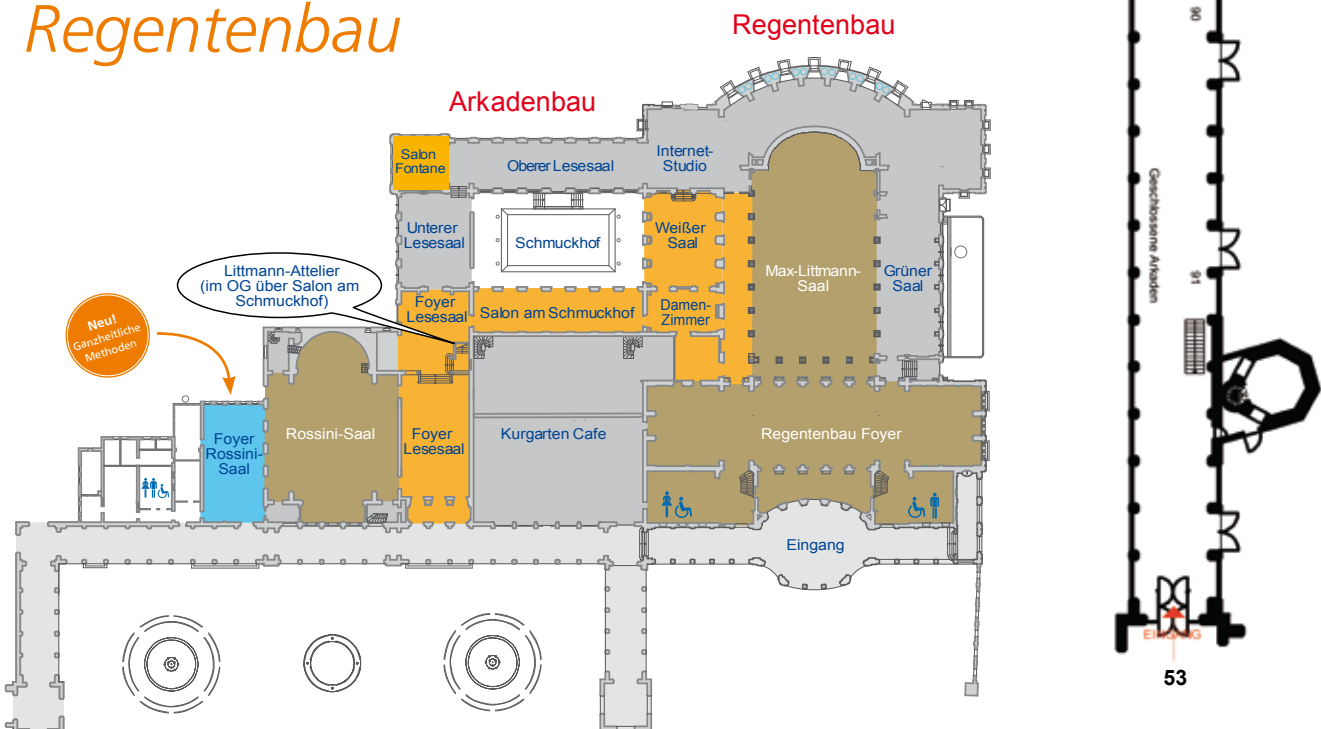 Regentenbau
Regentenbau
Arkadenbau
Salon
Fontane
Oberer Lesesaal
Internet-
Studio
Unterer
Lesesaal
Schmuckhof
Weißer
Saal
Max-Littmann-
Saal
Grüner
Saal
Littmann-Attelier
(im OG über Salon am
Schmuckhof)
Foyer
Lesesaal
Salon am Schmuckhof
Damen-
Zimmer
Neu!
Ganzheitliche
Methoden
Foyer
Rossini-
Saal
Rossini-Saal
Foyer
Lesesaal
Kurgarten Cafe
Regentenbau Foyer
Eingang
90
Geschlossene Arkaden
91
EINGANG
53